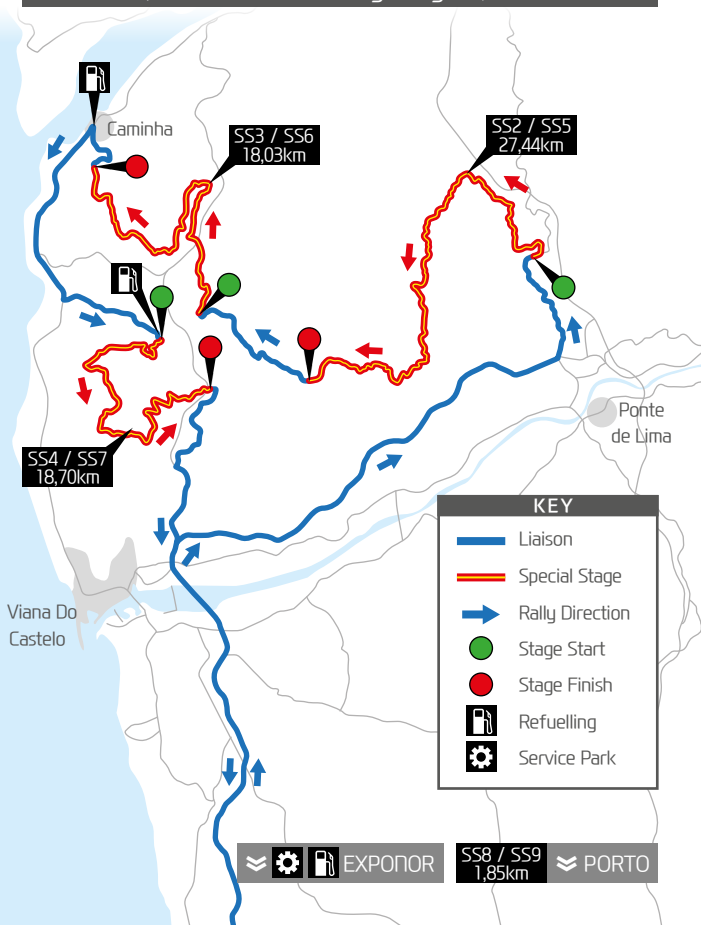 Caminha
SS3 / SS6
18,03km
SS2 / SS5
27,44km
Ponte
de Lima
SS4 / SS7
18,70km
Viana Do
Castelo
KEY
Liaison
Special Stage
Rally Direction
Stage Start
Stage Finish
Refuelling
Service Park
EXPONOR
SS8 / SS9
1,85km
PORTO